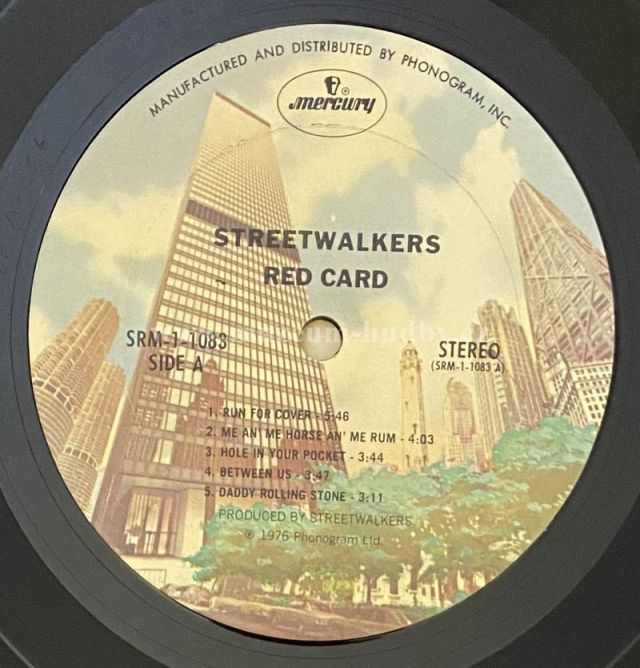 MANUFACTURED AND DISTRIBUTED BY PHONOGRAM, INC.
mercury
®
STREETWALKERS
RED CARD
SRM-1-1083
SIDE A
STEREO
(SRM-1-1083 A)
1. RUN FOR COVER - 5:46
2. ME AN' ME HORSE AN' ME RUM - 4:03
3. HOLE IN YOUR POCKET - 3:44
4. BETWEEN US - 3:47
5. DADDY ROLLING STONE - 3:11
PRODUCED BY STREETWALKERS
℗ 1976 Phonogram Ltd.